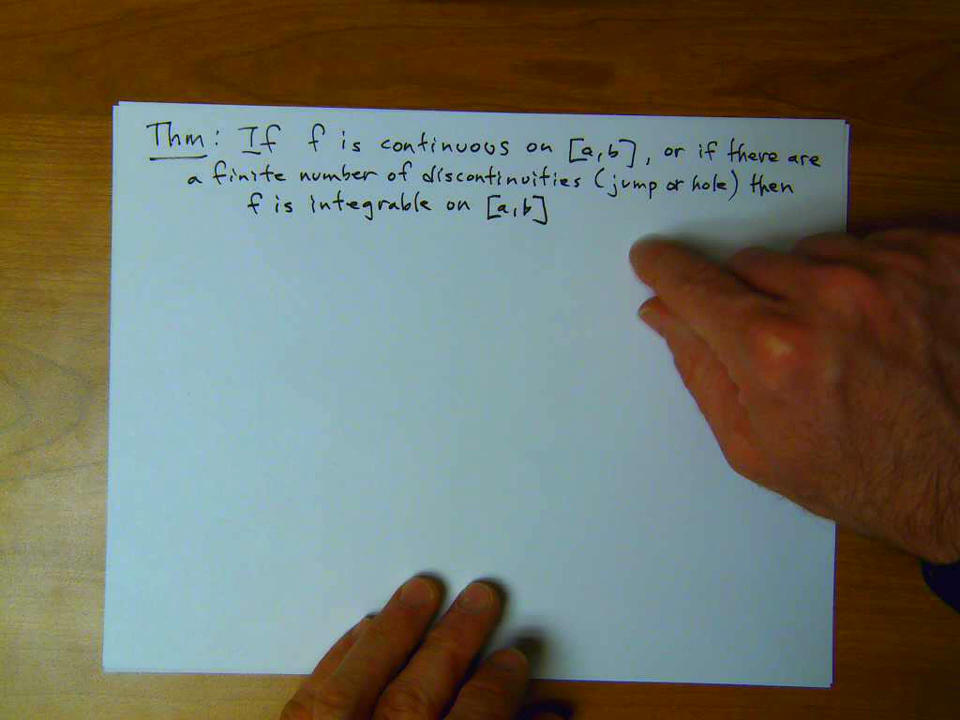 Thm: If f is continuous on [a,b], or if there are
a finite number of discontinuities (jump or hole) then
f is integrable on [a,b]